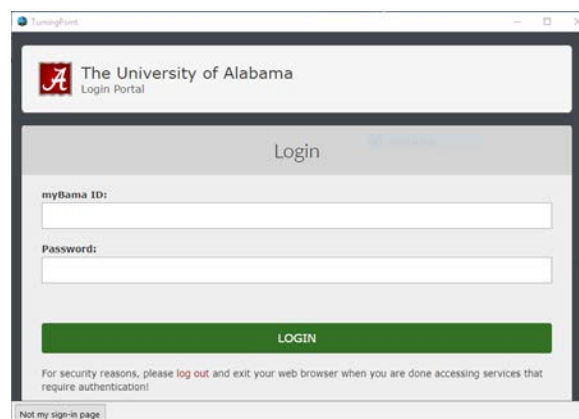 TurningPoint
The University of Alabama
Login Portal
Login
myBama ID:
Password:
LOGIN
For security reasons, please log out and exit your web browser when you are done accessing services that
require authentication!
Not my sign-in page